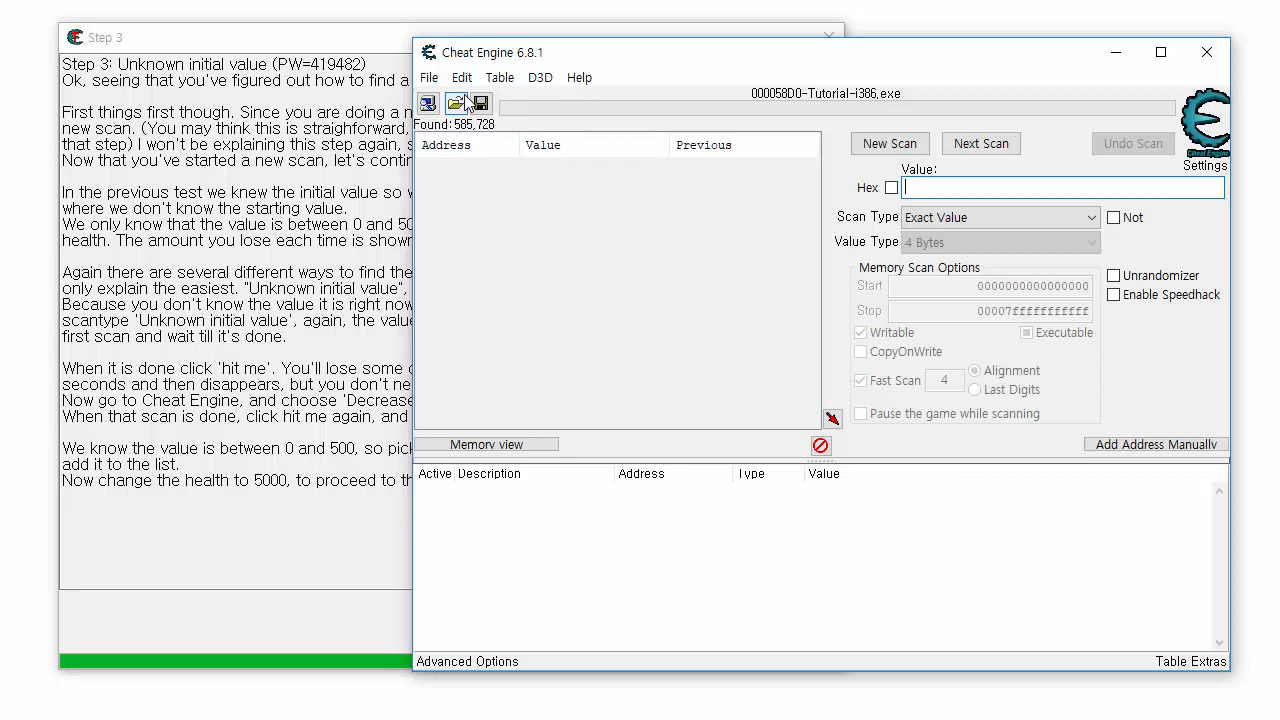 Step 3
Step 3: Unknown initial value (PW=419482)
Ok, seeing that you've figured out how to find a
First things first though. Since you are doing a n
new scan. (You may think this is straighforward,
that step) I won't be explaining this step again, s
Now that you've started a new scan, let's contin
In the previous test we knew the initial value so w
where we don't know the starting value.
We only know that the value is between 0 and 50
health. The amount you lose each time is shown
Again there are several different ways to find the
only explain the easiest. "Unknown initial value",
Because you don't know the value it is right now
scantype 'Unknown initial value', again, the value
first scan and wait till it's done.
When it is done click 'hit me'. You'll lose some o
seconds and then disappears, but you don't ne
Now go to Cheat Engine, and choose 'Decrease
When that scan is done, click hit me again, and
We know the value is between 0 and 500, so pick
add it to the list.
Now change the health to 5000, to proceed to th
Cheat Engine 6.8.1
File Edit Table D3D Help
000058D0-Tutorial-i386.exe
Found:585,728
Address Value Previous
New Scan Next Scan Undo Scan
Cheat Engine
Settings
Value:
Hex
Scan Type Exact Value Not
Value Type 4 Bytes
Memory Scan Options
Start 0000000000000000
Stop 00007fffffffffff
Writable Executable
CopyOnWrite
Fast Scan 4 Alignment
Last Digits
Pause the game while scanning
Unrandomizer
Enable Speedhack
Memory view
Add Address Manually
Active Description Address Type Value
Advanced Options
Table Extras